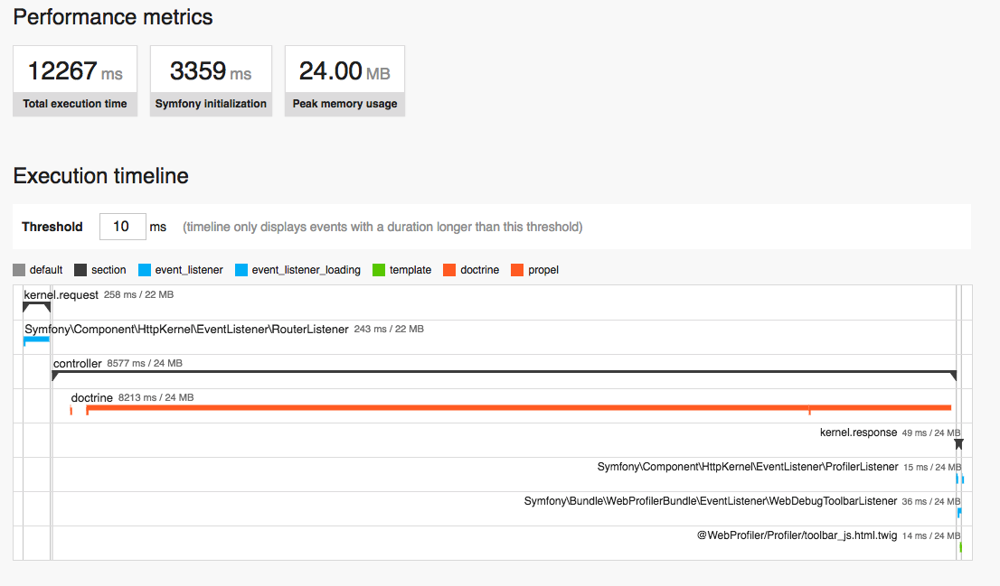 Performance metrics
12267 ms 3359 ms 24.00 MB
Total execution time Symfony initialization Peak memory usage
Execution timeline
Threshold 10 ms (timeline only displays events with a duration longer than this threshold)
default section event_listener event_listener_loading template doctrine propel
kernel.request 258 ms / 22 MB
Symfony\Component\HttpKernel\EventListener\RouterListener 243 ms / 22 MB
controller 8577 ms / 24 MB
doctrine 8213 ms / 24 MB
kernel.response 49 ms / 24 MB
Symfony\Component\HttpKernel\EventListener\ProfilerListener 15 ms / 24 MB
Symfony\Bundle\WebProfilerBundle\EventListener\WebDebugToolbarListener 36 ms / 24 MB
@WebProfiler/Profiler/toolbar_js.html.twig 14 ms / 24 MB